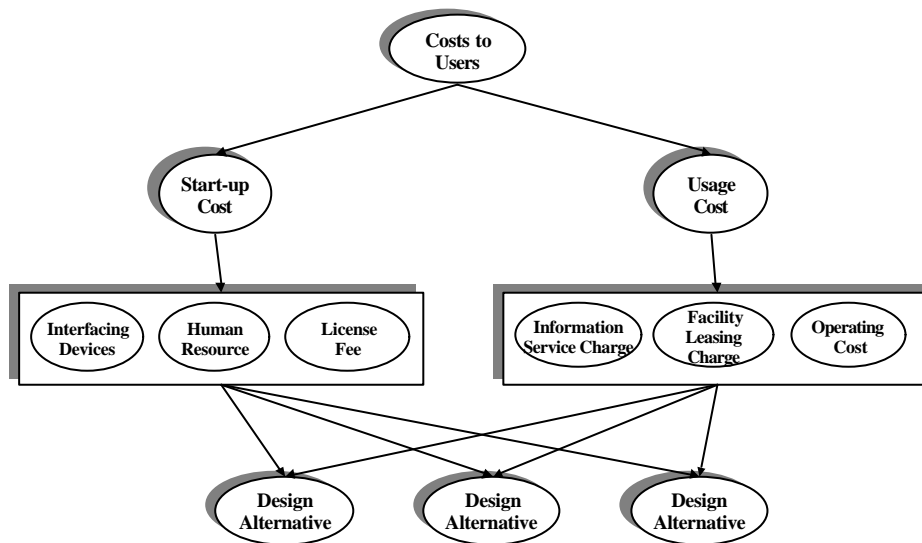 Costs to
Users
Start-up
Cost
Usage
Cost
Interfacing
Devices
Human
Resource
License
Fee
Information
Service Charge
Facility
Leasing
Charge
Operating
Cost
Design
Alternative
Design
Alternative
Design
Alternative